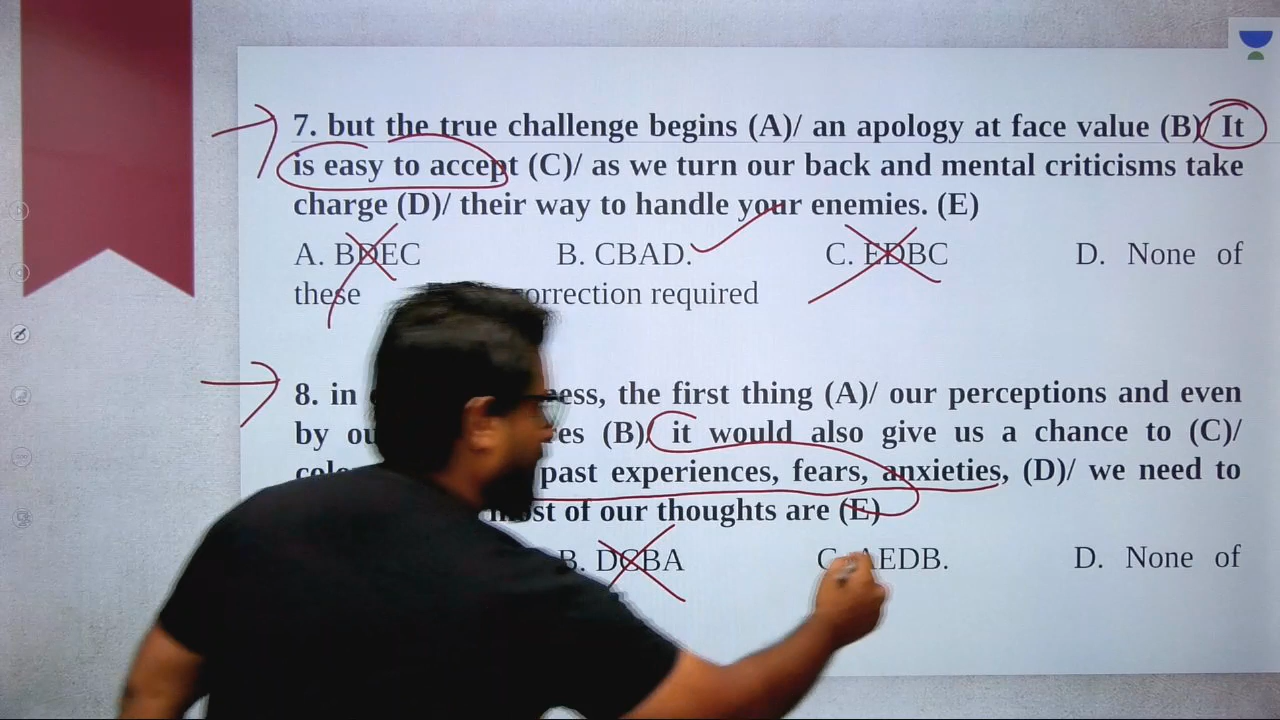 7. but the true challenge begins (A)/ an apology at face value (B)/ It
is easy to accept (C)/ as we turn our back and mental criticisms take
charge (D)/ their way to handle your enemies. (E)
A. BDEC B. CBAD. C. EDBC D. None of
these correction required
8. in the first thing (A)/ our perceptions and even
by (B)/ it would also give us a chance to (C)/
past experiences, fears, anxieties, (D)/ we need to
of our thoughts are (E)
B. DCBA C. AEDB. D. None of